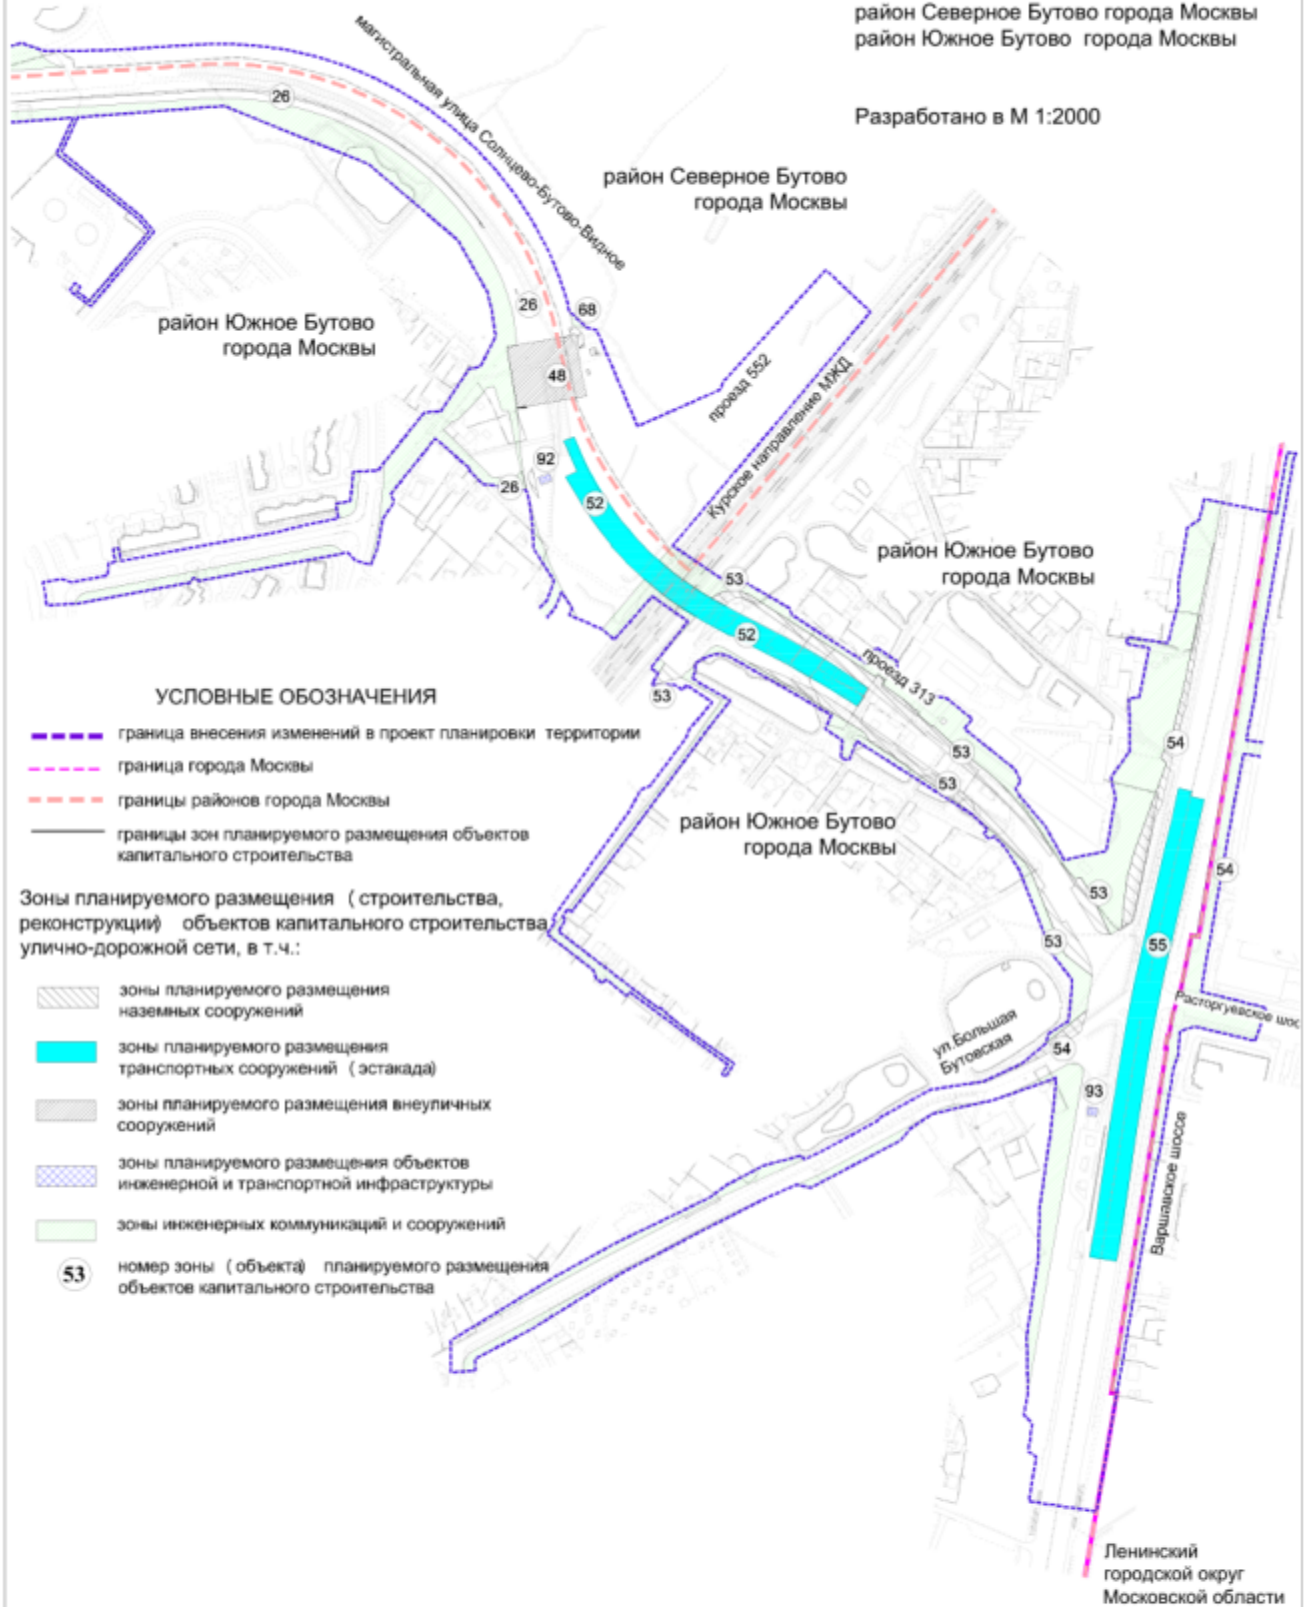 район Северное Бутово города Москвы
район Южное Бутово города Москвы
Разработано в М 1:2000
магистральная улица Солнцево-Бутово-Видное
26
район Северное Бутово
города Москвы
район Южное Бутово
города Москвы
26
68
48
проезд 552
Курское направление МЖД
92
26
52
район Южное Бутово
города Москвы
53
52
проезд 313
53
54
53
53
район Южное Бутово
города Москвы
54
53
53
55
Расторгуевское шос
ул.Большая
Бутовская
54
93
Варшавское шоссе
УСЛОВНЫЕ ОБОЗНАЧЕНИЯ
граница внесения изменений в проект планировки территории
граница города Москвы
границы районов города Москвы
границы зон планируемого размещения объектов
капитального строительства
Зоны планируемого размещения ( строительства,
реконструкции) объектов капитального строительства
улично-дорожной сети, в т.ч.:
зоны планируемого размещения
наземных сооружений
зоны планируемого размещения
транспортных сооружений ( эстакада)
зоны планируемого размещения внеуличных
сооружений
зоны планируемого размещения объектов
инженерной и транспортной инфраструктуры
зоны инженерных коммуникаций и сооружений
53
номер зоны ( объекта) планируемого размещения
объектов капитального строительства
Ленинский
городской округ
Московской области